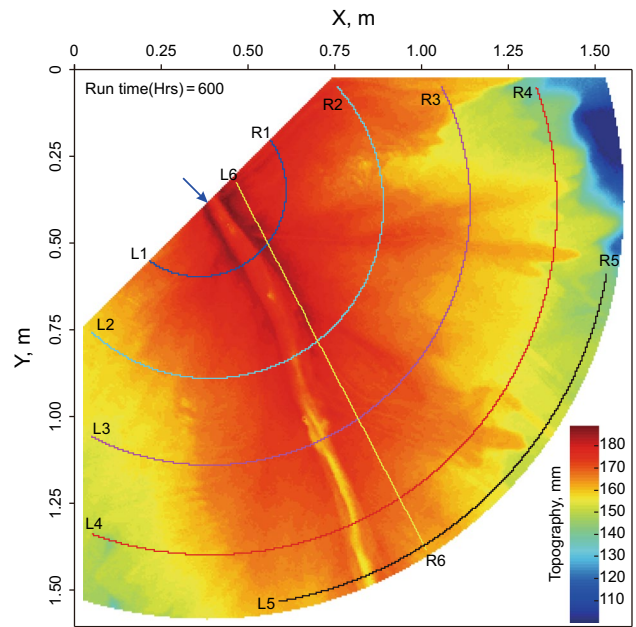 X, m
0 0.25 0.50 0.75 1.00 1.25 1.50
0
Run time(Hrs) = 600
R2
R3
R4
R1
0.25
L6
0.50
L1
R5
0.75
L2
Y, m
1.00
L3
180
170
160
150
140
130
120
110
Topography, mm
1.25
L4
R6
1.50
L5